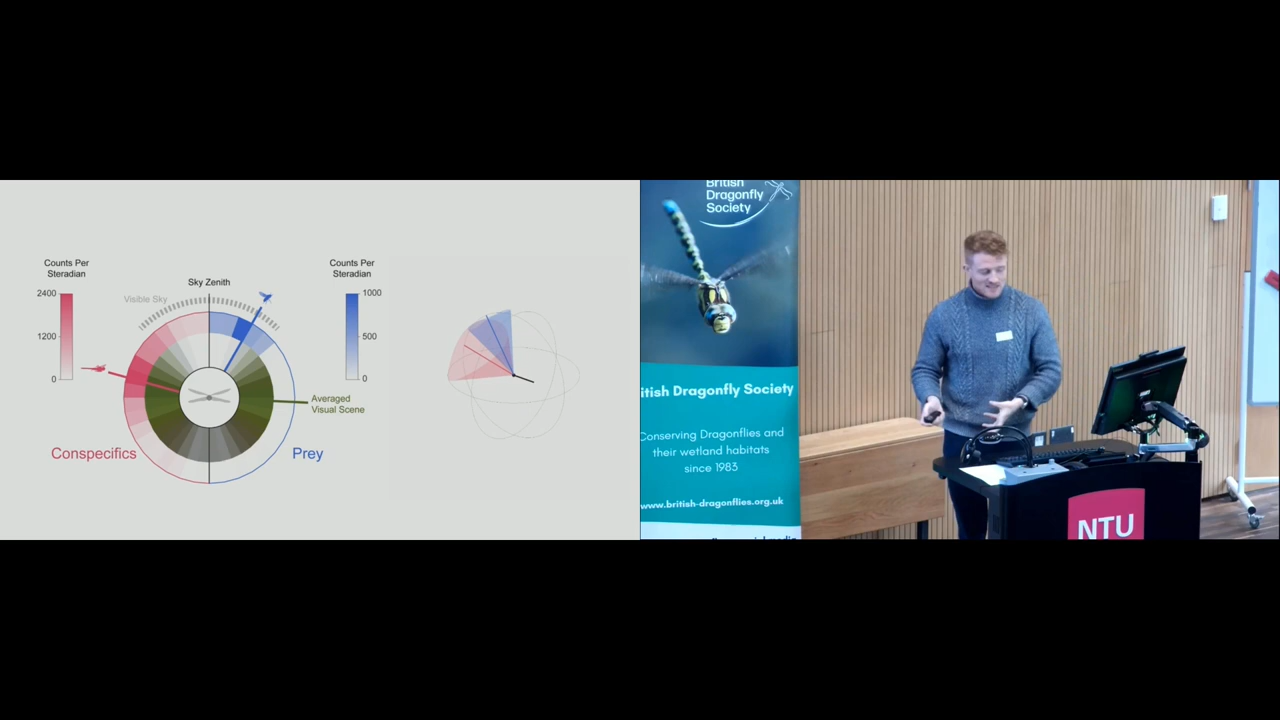 Counts Per
Steradian
2400
1200
0
Visible Sky
Sky Zenith
Counts Per
Steradian
1000
500
0
Averaged
Visual Scene
Conspecifics
Prey
British
Dragonfly
Society
itish Dragonfly Society
Conserving Dragonflies and
their wetland habitats
since 1983
www.british-dragonflies.org.uk
NTU